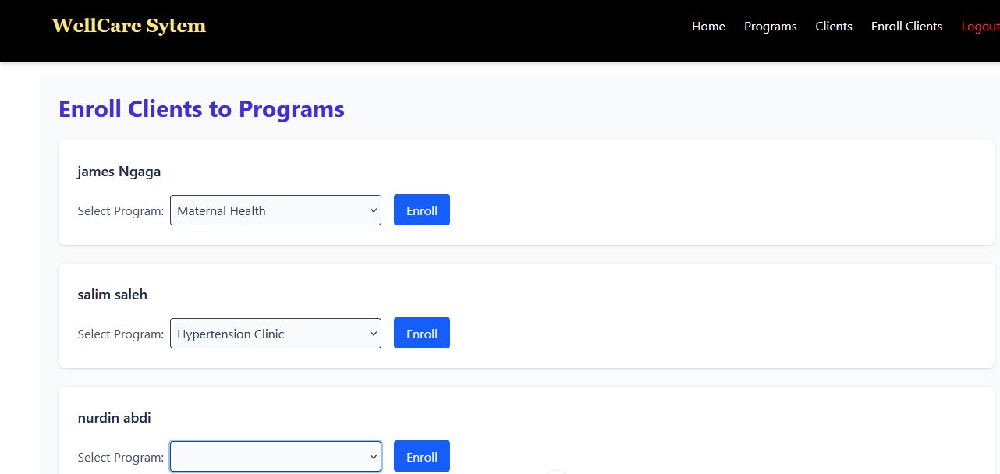 WellCare Sytem
Home Programs Clients Enroll Clients Logout
Enroll Clients to Programs
james Ngaga
Select Program: Maternal Health Enroll
salim saleh
Select Program: Hypertension Clinic Enroll
nurdin abdi
Select Program: Enroll